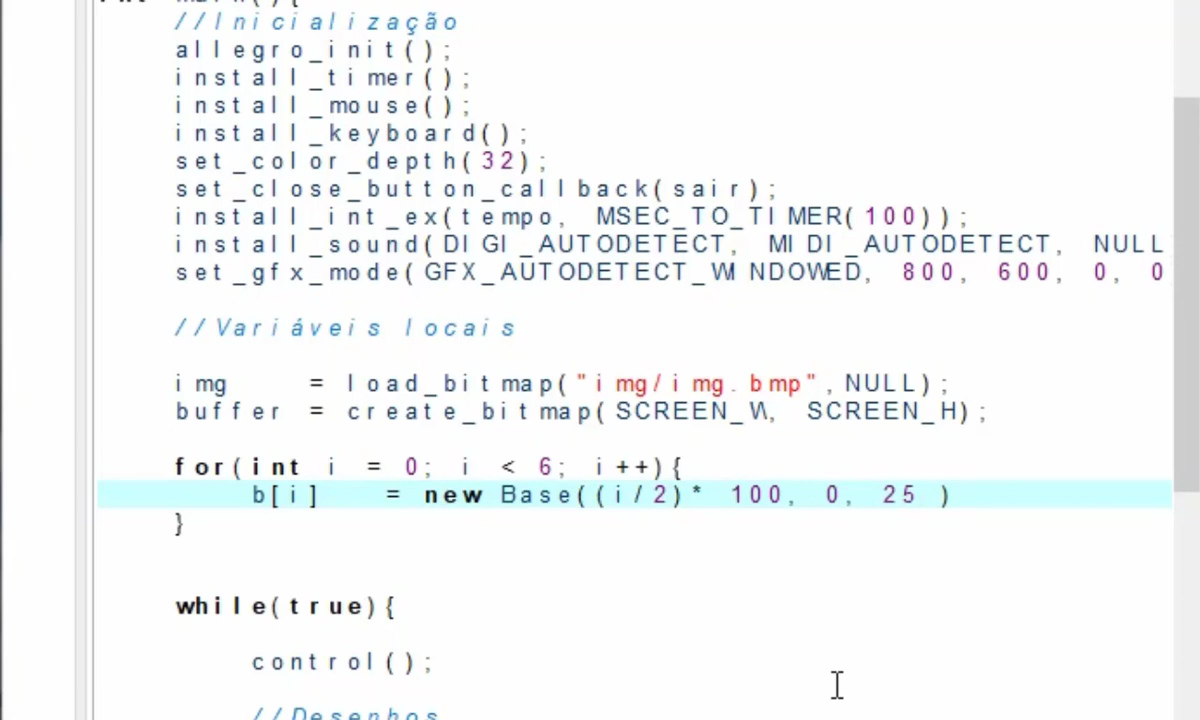 //Inicialização
allegro_init();
install_timer();
install_mouse();
install_keyboard();
set_color_depth(32);
set_close_button_callback(sair);
install_int_ex(tempo, MSEC_TO_TIMER(100));
install_sound(DIGI_AUTODETECT, MIDI_AUTODETECT, NULL
set_gfx_mode(GFX_AUTODETECT_WINDOWED, 800, 600, 0, 0
//Variáveis locais
img = load_bitmap("img/img.bmp",NULL);
buffer = create_bitmap(SCREEN_W, SCREEN_H);
for(int i = 0; i < 6; i++){
b[i] = new Base((i/2)* 100, 0, 25 )
}
while(true){
control();
//Desenhos